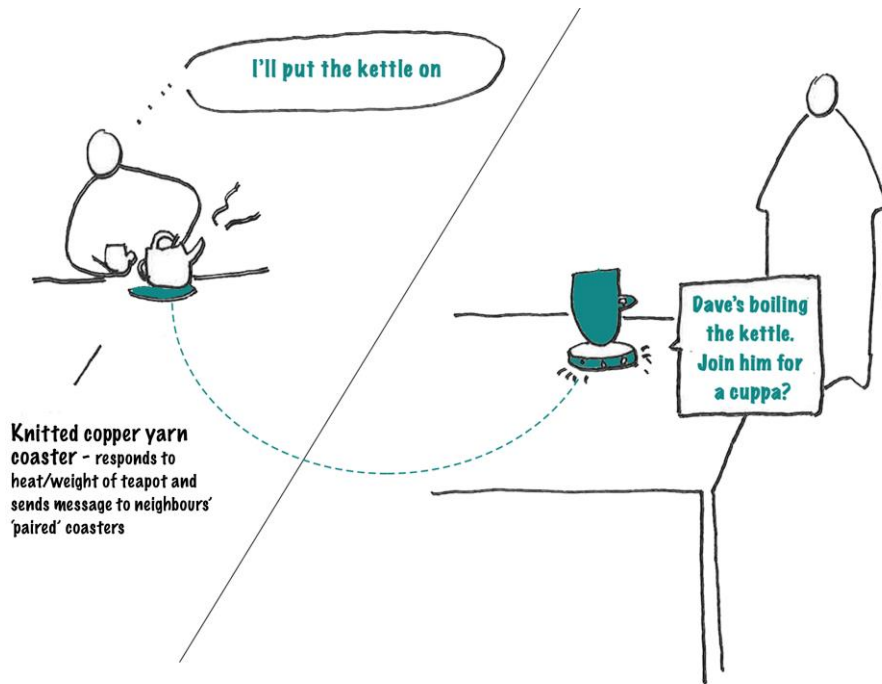 I'll put the kettle on
Dave's boiling
the kettle.
Join him for
a cuppa?
Knitted copper yarn
coaster - responds to
heat/weight of teapot and
sends message to neighbours'
'paired' coasters